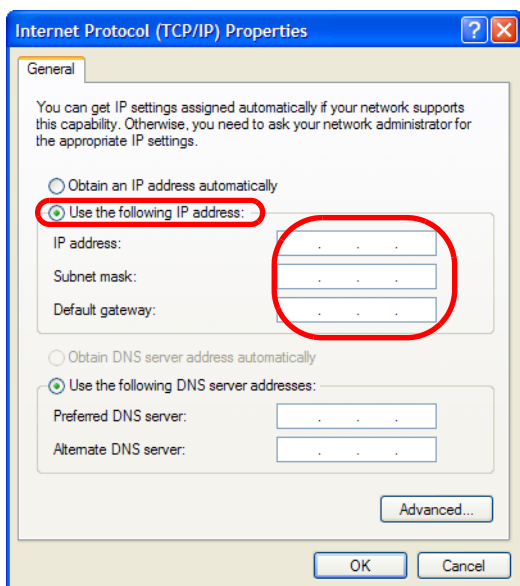 Internet Protocol (TCP/IP) Properties
General
You can get IP settings assigned automatically if your network supports
this capability. Otherwise, you need to ask your network administrator for
the appropriate IP settings.
Obtain an IP address automatically
Use the following IP address:
IP address:
Subnet mask:
Default gateway:
Obtain DNS server address automatically
Use the following DNS server addresses:
Preferred DNS server:
Alternate DNS server:
Advanced...
OK Cancel